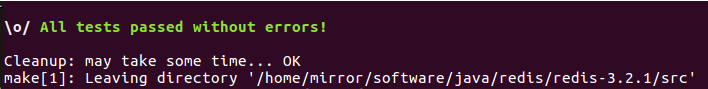 \o/ All tests passed without errors!
Cleanup: may take some time... OK
make[1]: Leaving directory '/home/mirror/software/java/redis/redis-3.2.1/src'